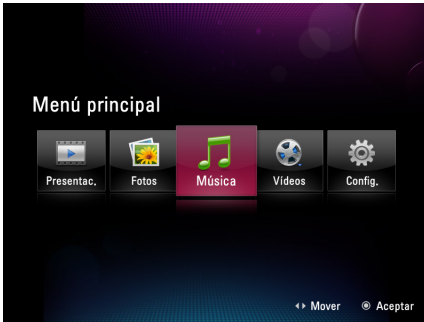 Menú principal
Presentac.
Fotos
Música
Vídeos
Config.
Mover
Aceptar